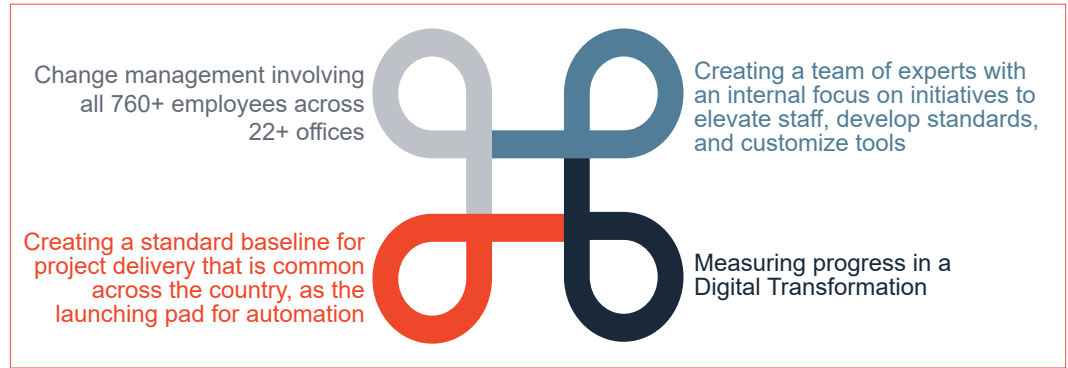 Change management involving
all 760+ employees across
22+ offices
Creating a team of experts with
an internal focus on initiatives to
elevate staff, develop standards,
and customize tools
Creating a standard baseline for
project delivery that is common
across the country, as the
launching pad for automation
Measuring progress in a
Digital Transformation